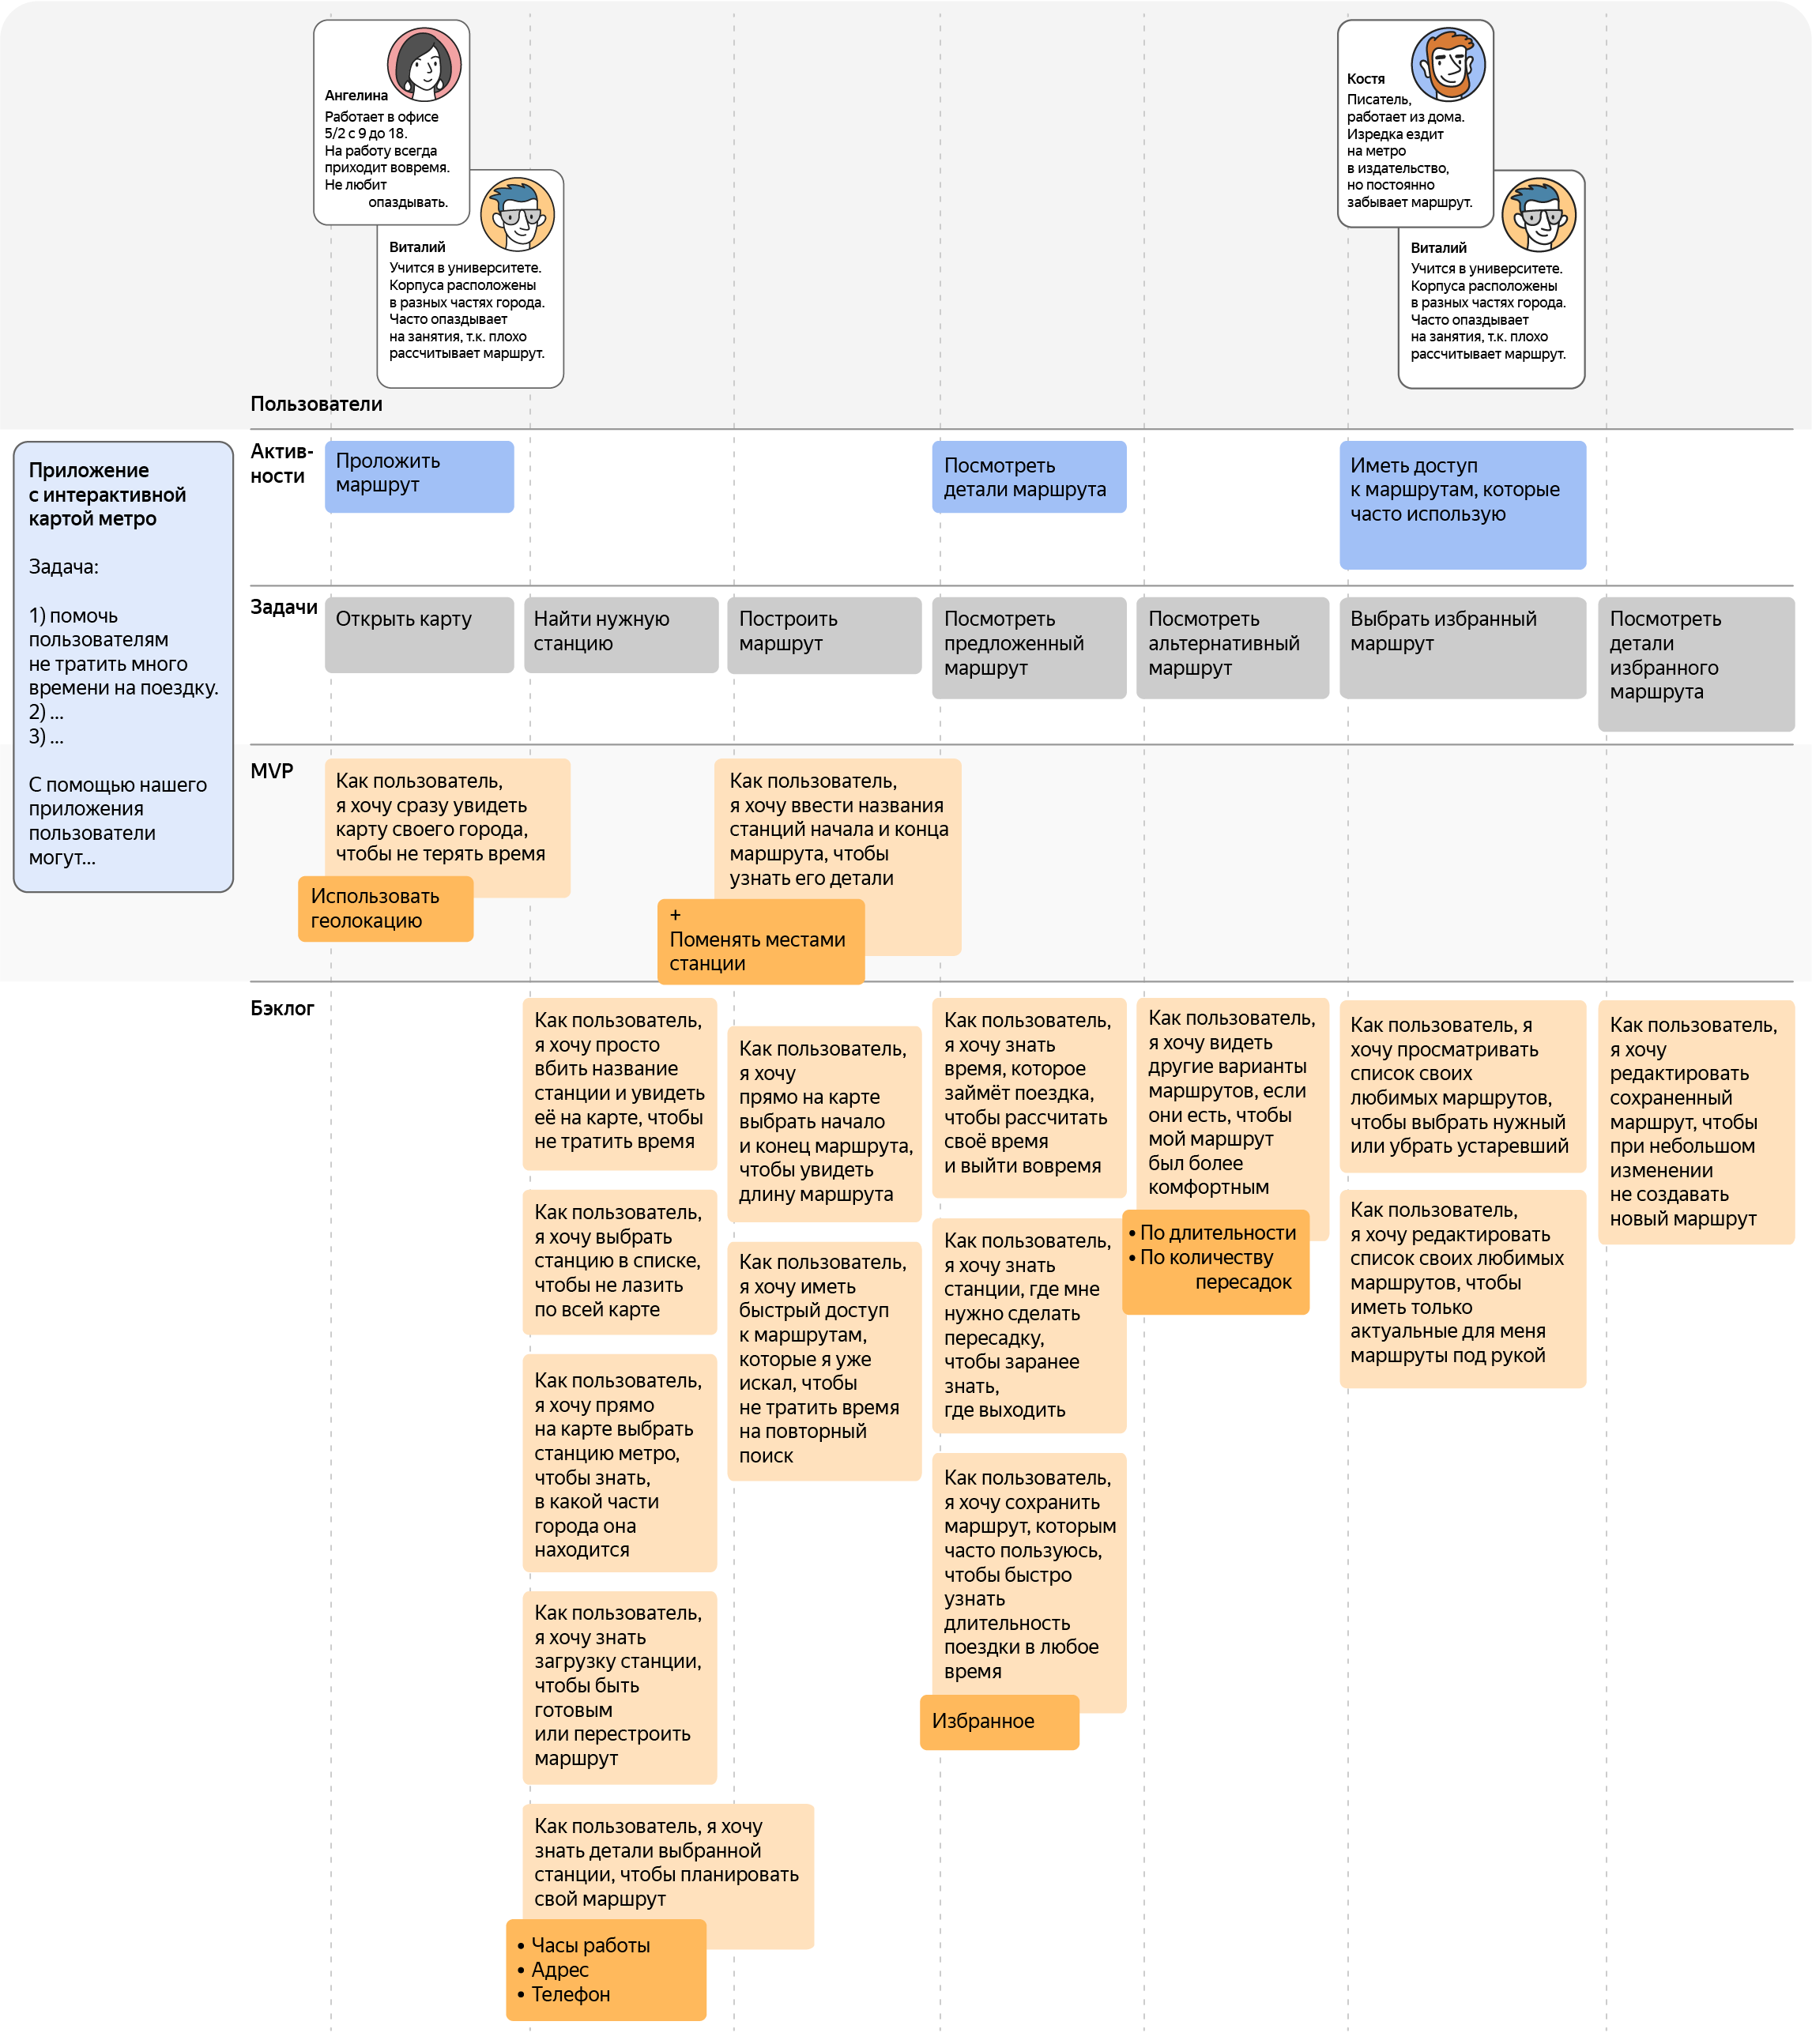 Ангелина
Работает в офисе
5/2 с 9 до 18.
На работу всегда
приходит вовремя.
Не любит
опаздывать.
Виталий
Учится в университете.
Корпуса расположены
в разных частях города.
Часто опаздывает
на занятия, т.к. плохо
рассчитывает маршрут.
Костя
Писатель,
работает из дома.
Изредка ездит
на метро
в издательство,
но постоянно
забывает маршрут.
Виталий
Учится в университете.
Корпуса расположены
в разных частях города.
Часто опаздывает
на занятия, т.к. плохо
рассчитывает маршрут.
Пользователи
Приложение
с интерактивной
картой метро
Задача:
1) помочь
пользователям
не тратить много
времени на поездку.
2) ...
3) ...
С помощью нашего
приложения
пользователи
могут...
Актив-
ности
Проложить
маршрут
Посмотреть
детали маршрута
Иметь доступ
к маршрутам, которые
часто использую
Задачи
Открыть карту
Найти нужную
станцию
Построить
маршрут
Посмотреть
предложенный
маршрут
Посмотреть
альтернативный
маршрут
Выбрать избранный
маршрут
Посмотреть
детали
избранного
маршрута
MVP
Как пользователь,
я хочу сразу увидеть
карту своего города,
чтобы не терять время
Использовать
геолокацию
Как пользователь,
я хочу ввести названия
станций начала и конца
маршрута, чтобы
узнать его детали
+
Поменять местами
станции
Бэклог
Как пользователь,
я хочу просто
вбить название
станции и увидеть
её на карте, чтобы
не тратить время
Как пользователь,
я хочу выбрать
станцию в списке,
чтобы не лазить
по всей карте
Как пользователь,
я хочу прямо
на карте выбрать
станцию метро,
чтобы знать,
в какой части
города она
находится
Как пользователь,
я хочу знать
загрузку станции,
чтобы быть
готовым
или перестроить
маршрут
Как пользователь, я хочу
знать детали выбранной
станции, чтобы планировать
свой маршрут
• Часы работы
• Адрес
• Телефон
Как пользователь,
я хочу
прямо на карте
выбрать начало
и конец маршрута,
чтобы увидеть
длину маршрута
Как пользователь,
я хочу иметь
быстрый доступ
к маршрутам,
которые я уже
искал, чтобы
не тратить время
на повторный
поиск
Как пользователь,
я хочу знать
время, которое
займёт поездка,
чтобы рассчитать
своё время
и выйти вовремя
Как пользователь,
я хочу знать
станции, где мне
нужно сделать
пересадку,
чтобы заранее
знать,
где выходить
Как пользователь,
я хочу сохранить
маршрут, которым
часто пользуюсь,
чтобы быстро
узнать
длительность
поездки в любое
время
Избранное
Как пользователь,
я хочу видеть
другие варианты
маршрутов, если
они есть, чтобы
мой маршрут
был более
комфортным
• По длительности
• По количеству
пересадок
Как пользователь, я
хочу просматривать
список своих
любимых маршрутов,
чтобы выбрать нужный
или убрать устаревший
Как пользователь,
я хочу редактировать
список своих любимых
маршрутов, чтобы
иметь только
актуальные для меня
маршруты под рукой
Как пользователь,
я хочу
редактировать
сохраненный
маршрут, чтобы
при небольшом
изменении
не создавать
новый маршрут